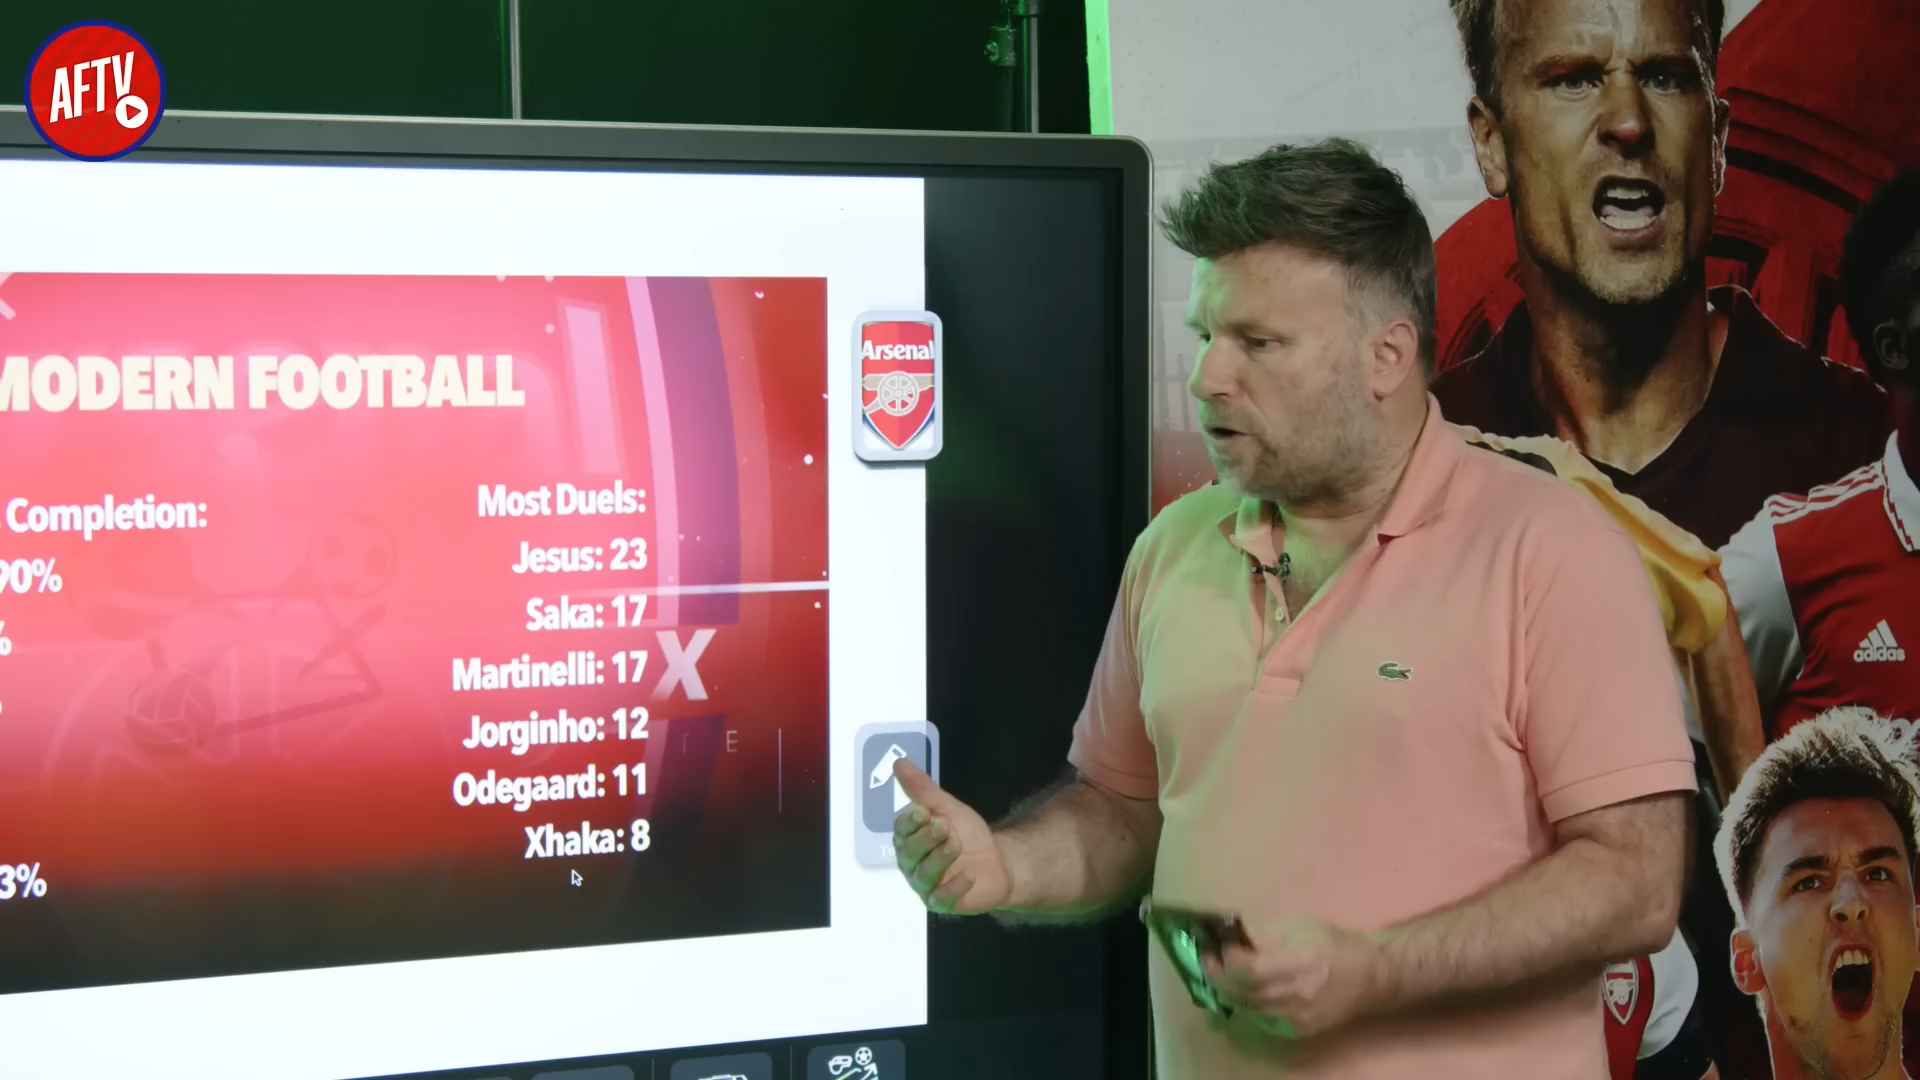 AFTV
MODERN FOOTBALL
Completion:
90%
%
3%
Most Duels:
Jesus: 23
Saka: 17
Martinelli: 17
Jorginho: 12
Odegaard: 11
Xhaka: 8
X
E
Arsenal
adidas